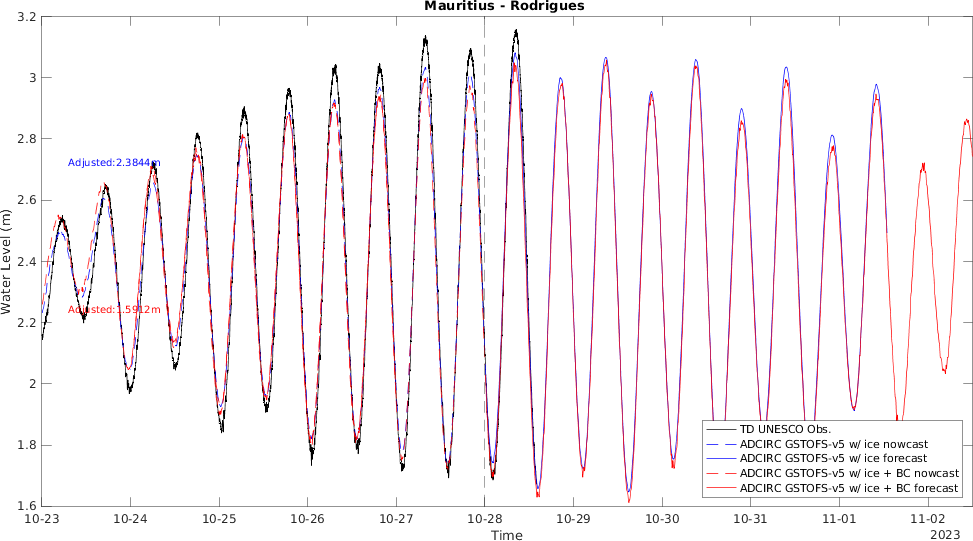 Mauritius - Rodrigues
3.2
3
2.8
2.6
2.4
2.2
2
1.8
1.6
Water Level (m)
Adjusted:2.3844m
Adjusted:1.5912m
TD UNESCO Obs.
ADCIRC GSTOFS-v5 w/ ice nowcast
ADCIRC GSTOFS-v5 w/ ice forecast
ADCIRC GSTOFS-v5 w/ ice + BC nowcast
ADCIRC GSTOFS-v5 w/ ice + BC forecast
10-23 10-24 10-25 10-26 10-27 10-28 10-29 10-30 10-31 11-01 11-02
Time
2023